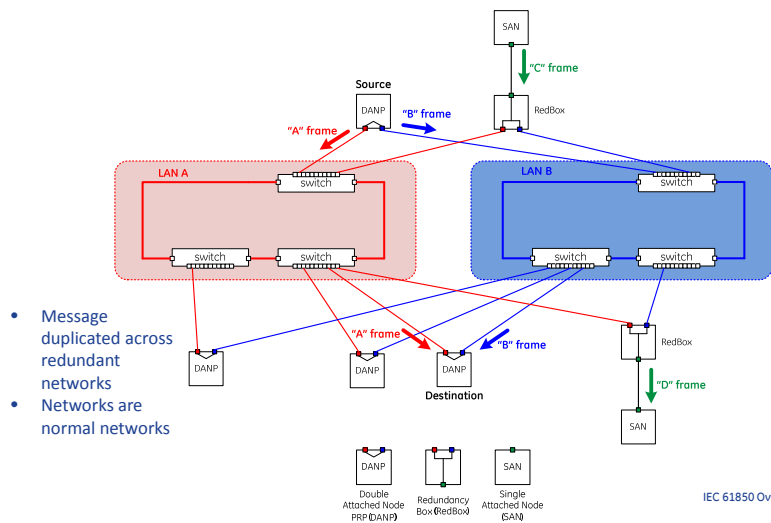 SAN
"C" frame
Source
RedBox
DANP
"B" frame
"A" frame
LAN A
LAN B
switch
switch
switch
switch
switch
switch
• Message
duplicated across
redundant
networks
• Networks are
normal networks
"A" frame
"B" frame
RedBox
DANP
DANP
DANP
Destination
"D" frame
SAN
DANP
SAN
Double
Attached Node
PRP (DANP)
Redundancy
Box (RedBox)
Single
Attached Node
(SAN)
IEC 61850 Ov